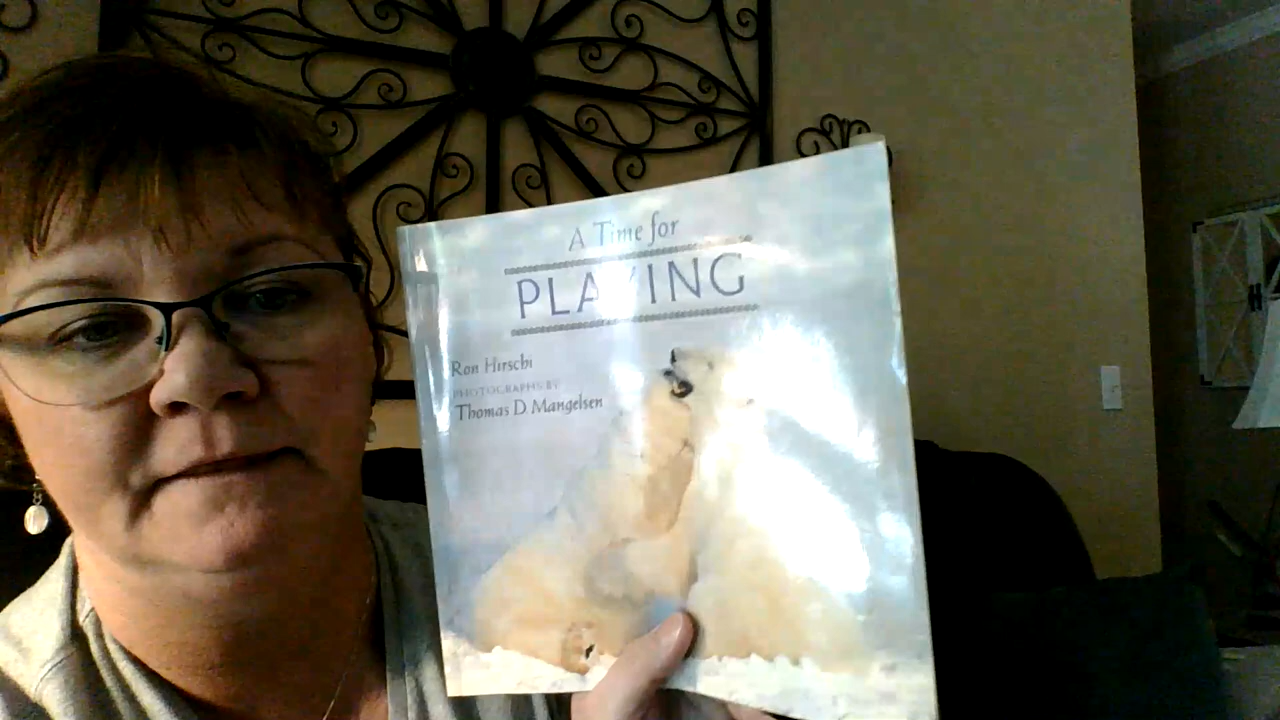 A Time for
PLAYING
Ron Hirschi
PHOTOGRAPHS BY
Thomas D Mangelsen